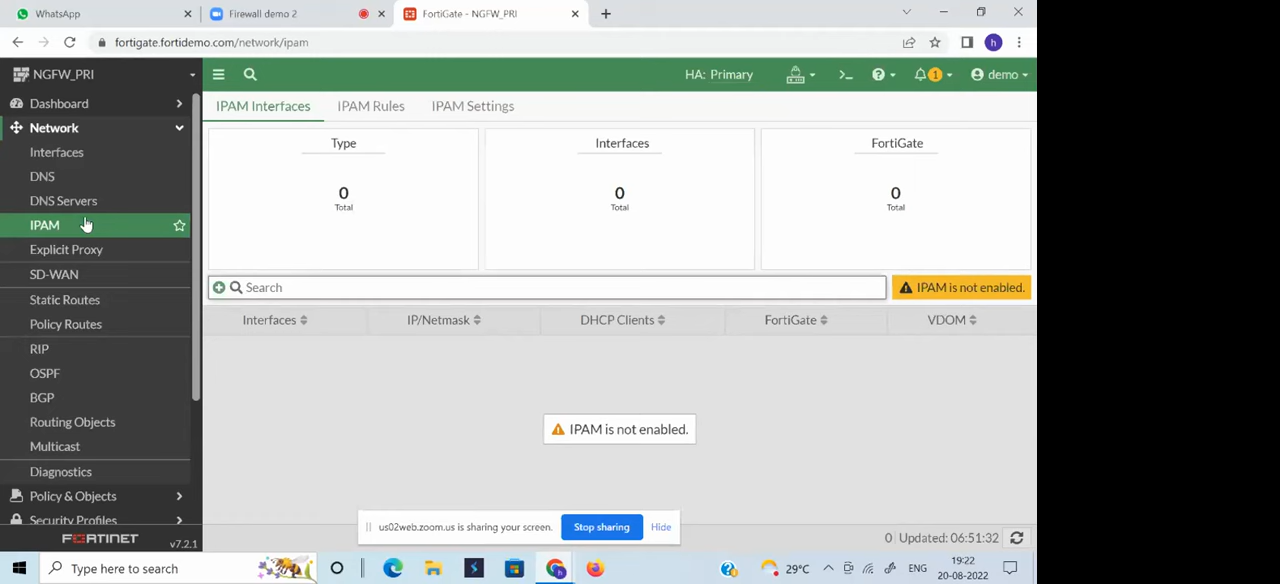 WhatsApp
Firewall demo 2
FortiGate - NGFW_PRI
fortigate.fortidemo.com/network/ipam
h
NGFW_PRI
HA: Primary
1
demo
Dashboard
Network
Interfaces
DNS
DNS Servers
IPAM
Explicit Proxy
SD-WAN
Static Routes
Policy Routes
RIP
OSPF
BGP
Routing Objects
Multicast
Diagnostics
Policy & Objects
Security Profiles
FORTINET
v7.2.1
IPAM Interfaces
IPAM Rules
IPAM Settings
Type
0
Total
Interfaces
0
Total
FortiGate
0
Total
Search
IPAM is not enabled.
Interfaces
IP/Netmask
DHCP Clients
FortiGate
VDOM
IPAM is not enabled.
us02web.zoom.us is sharing your screen.
Stop sharing
Hide
0 Updated: 06:51:32
Type here to search
29°C
ENG
19:22
20-08-2022